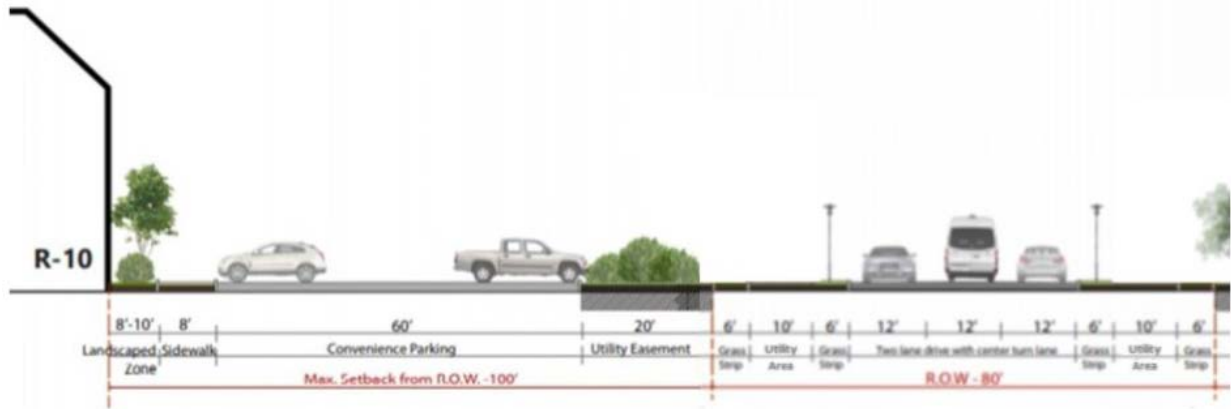 R-10
8'-10' 8' 60' 20' 6' 10' 6' 12' 12' 12' 6' 10' 6'
Landscaped Zone
Sidewalk
Convenience Parking
Utility Easement
Grass Strip
Utility Area
Grass Strip
Two lane drive with center turn lane
Grass Strip
Utility Area
Grass Strip
Max. Setback from R.O.W. -100'
R.O.W - 80'